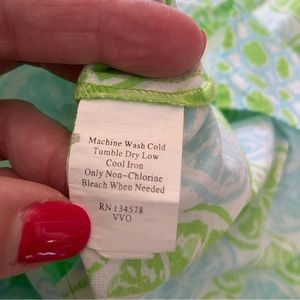 Machine Wash Cold
Tumble Dry Low
Cool Iron
Only Non-Chlorine
Bleach When Needed
RN 134578
VVO